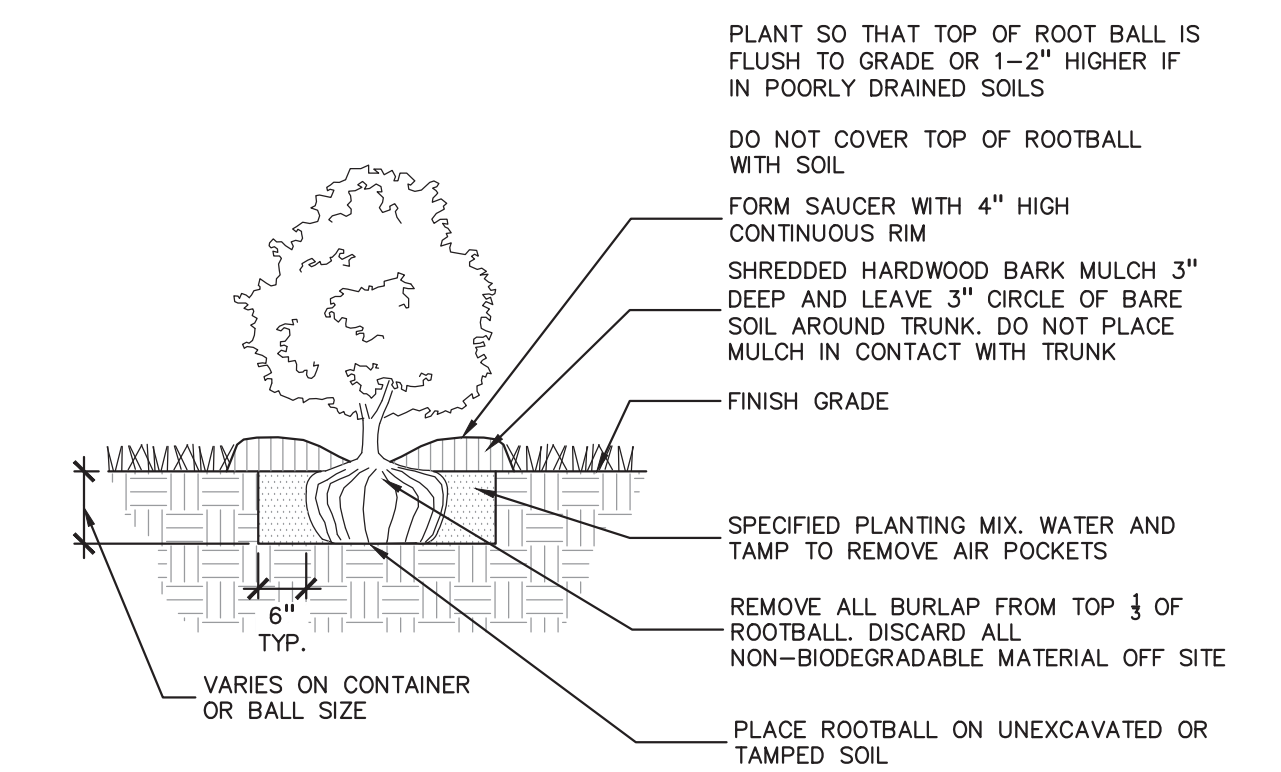 PLANT SO THAT TOP OF ROOT BALL IS
FLUSH TO GRADE OR 1-2" HIGHER IF
IN POORLY DRAINED SOILS
DO NOT COVER TOP OF ROOTBALL
WITH SOIL
FORM SAUCER WITH 4" HIGH
CONTINUOUS RIM
SHREDDED HARDWOOD BARK MULCH 3"
DEEP AND LEAVE 3" CIRCLE OF BARE
SOIL AROUND TRUNK. DO NOT PLACE
MULCH IN CONTACT WITH TRUNK
FINISH GRADE
SPECIFIED PLANTING MIX. WATER AND
TAMP TO REMOVE AIR POCKETS
REMOVE ALL BURLAP FROM TOP 1/3 OF
ROOTBALL. DISCARD ALL
NON-BIODEGRADABLE MATERIAL OFF SITE
PLACE ROOTBALL ON UNEXCAVATED OR
TAMPED SOIL
6"
TYP.
VARIES ON CONTAINER
OR BALL SIZE